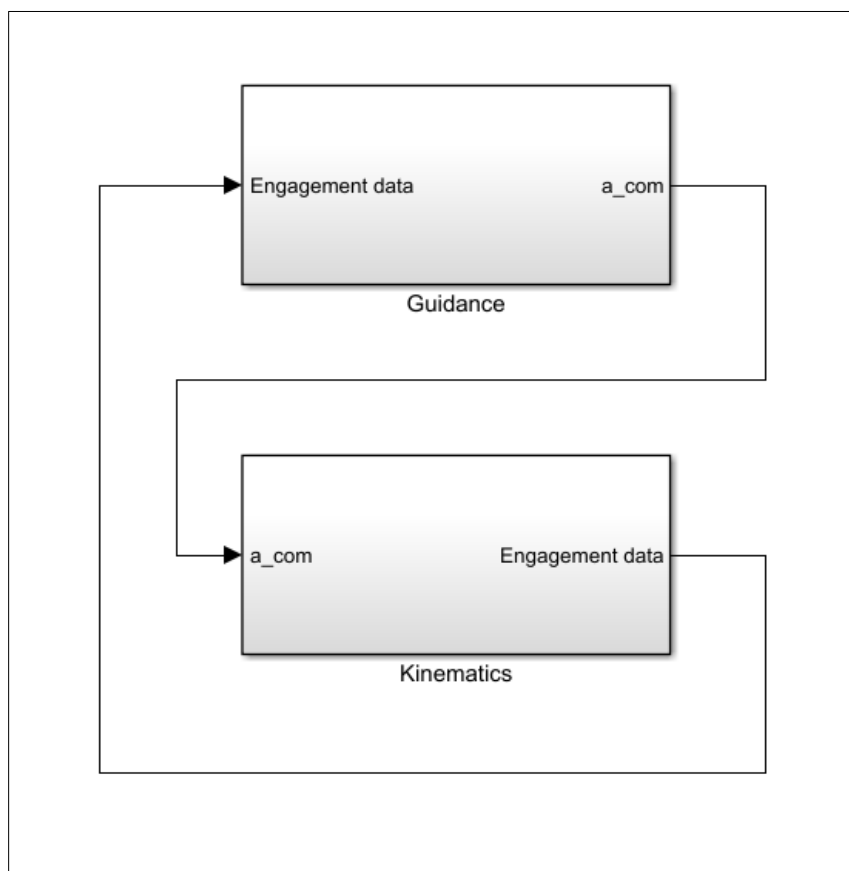 Engagement data a_com
Guidance
a_com Engagement data
Kinematics